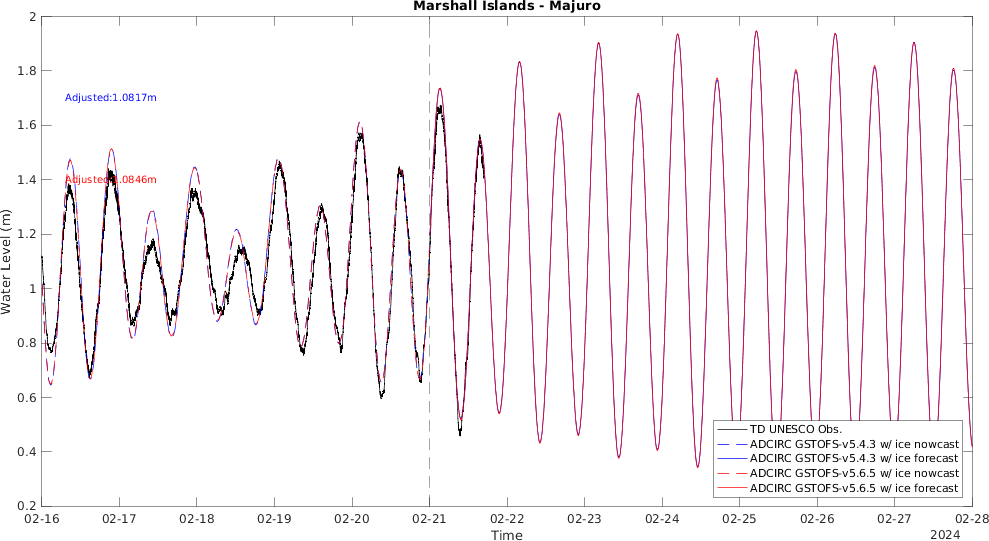 Marshall Islands - Majuro
2
1.8
1.6
1.4
1.2
1
0.8
0.6
0.4
0.2
Water Level (m)
Adjusted:1.0817m
Adjusted:1.0846m
TD UNESCO Obs.
ADCIRC GSTOFS-v5.4.3 w/ ice nowcast
ADCIRC GSTOFS-v5.4.3 w/ ice forecast
ADCIRC GSTOFS-v5.6.5 w/ ice nowcast
ADCIRC GSTOFS-v5.6.5 w/ ice forecast
02-16 02-17 02-18 02-19 02-20 02-21 02-22 02-23 02-24 02-25 02-26 02-27 02-28
Time
2024